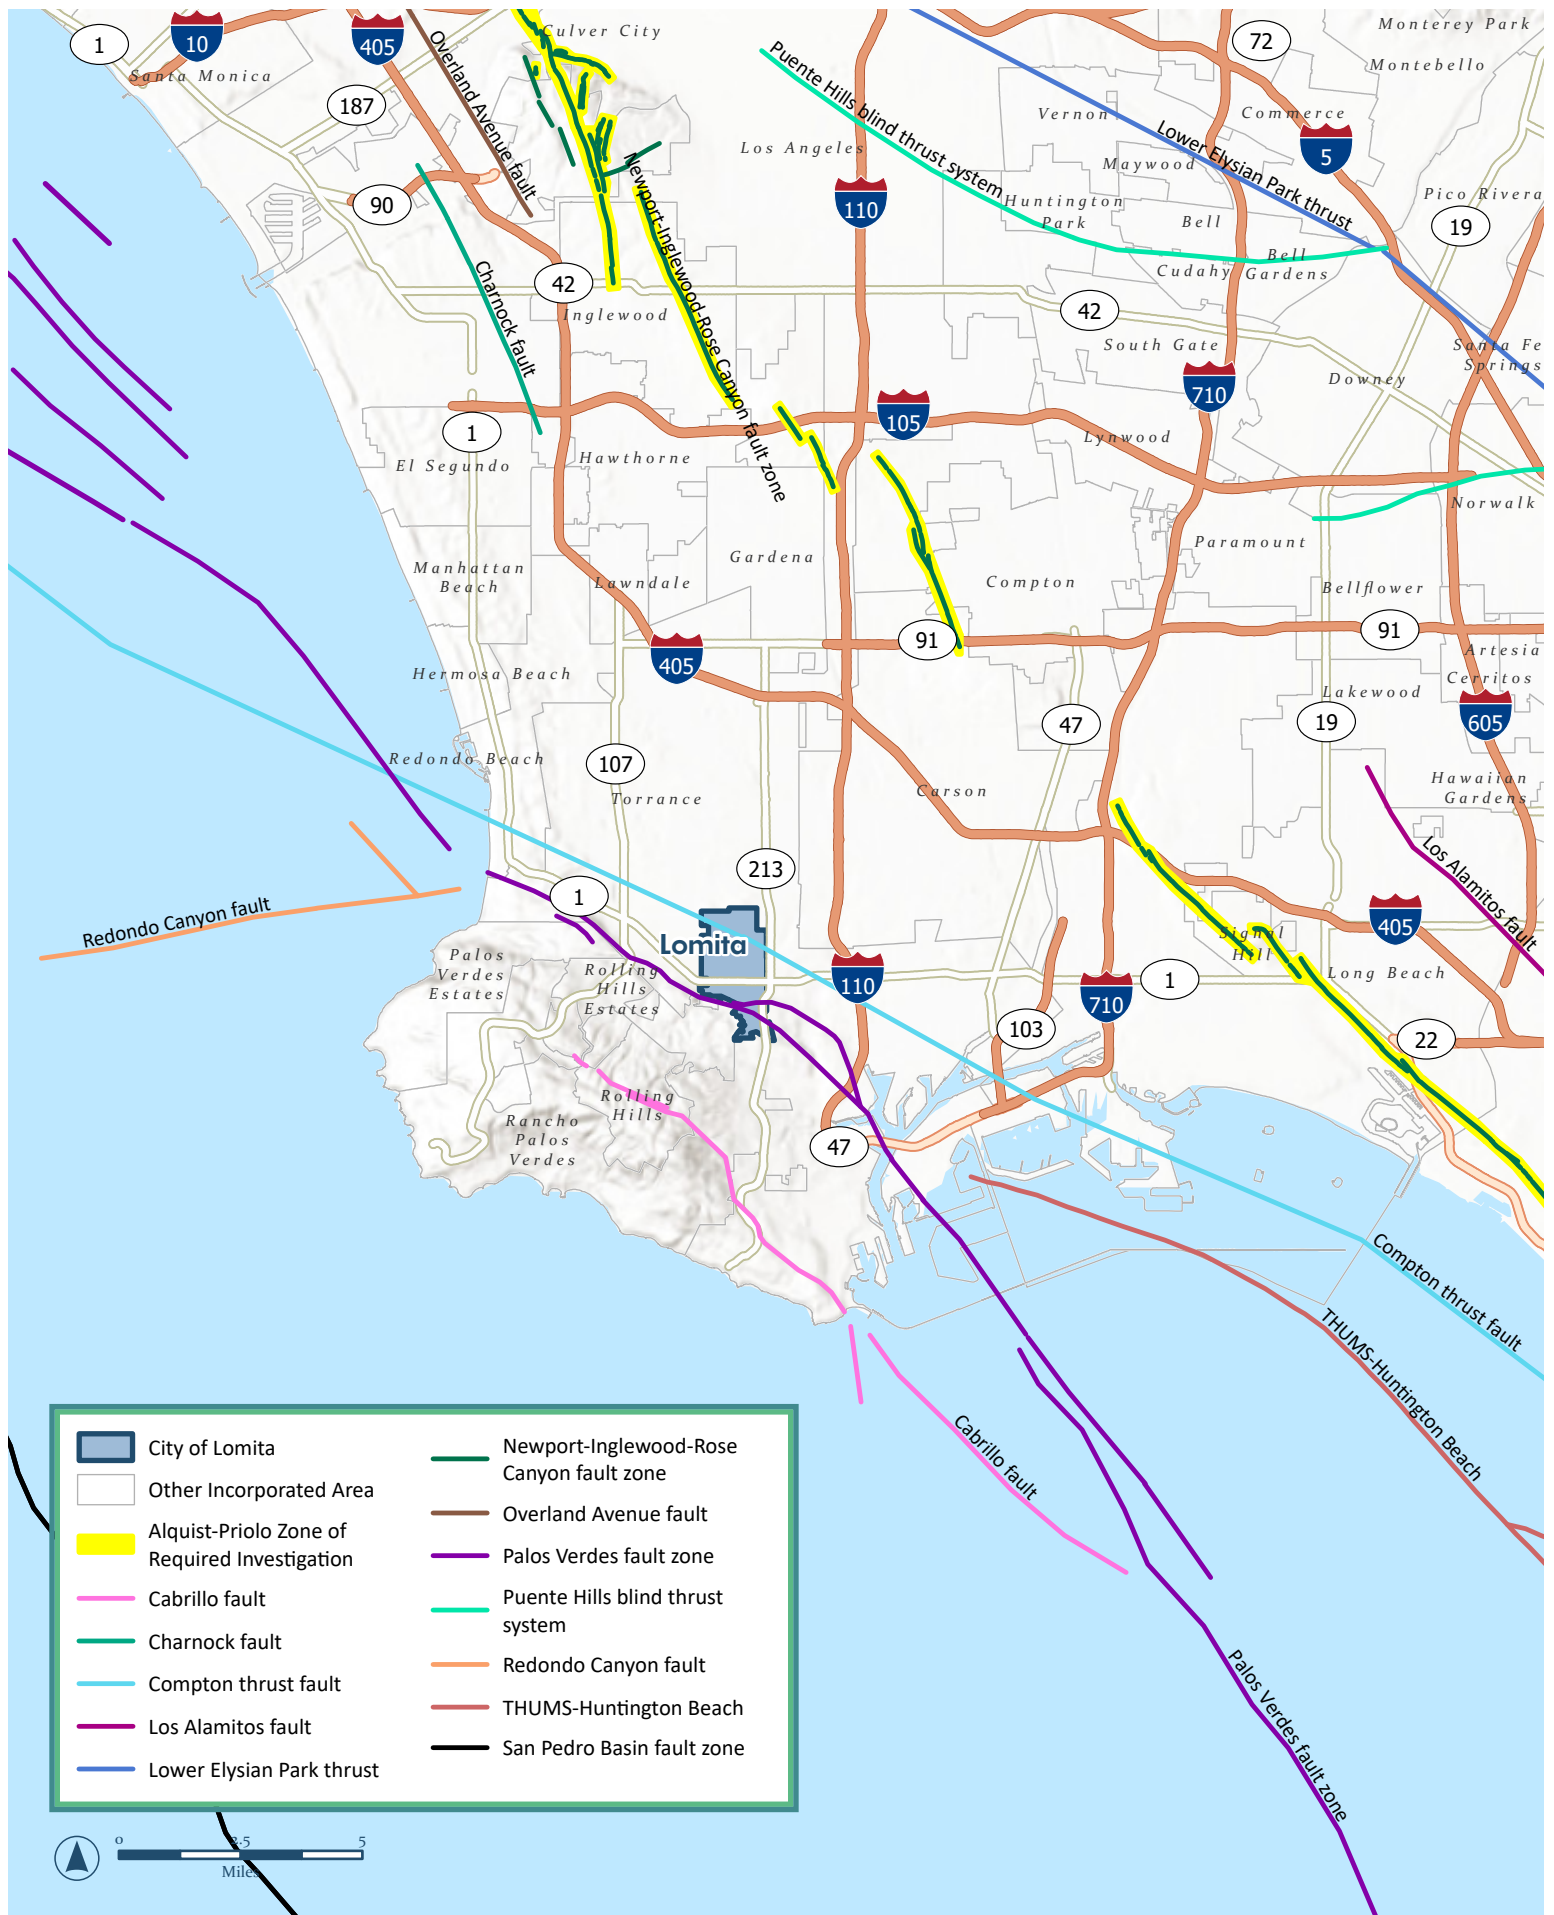 Culver City
Monterey Park
Montebello
Santa Monica
1
10
405
72
187
Overland Avenue fault
Puente Hills blind thrust system
Los Angeles
Vernon
Commerce
5
Lower Elysian Park thrust
Maywood
Newport-Inglewood-Rose Canyon fault zone
90
110
Huntington
Park
Bell
Pico Rivera
19
Bell
Gardens
Cudahy
Charnock fault
42
Inglewood
42
South Gate
Santa Fe
Springs
Downey
710
105
1
El Segundo
Hawthorne
Lynwood
Norwalk
Gardena
Paramount
Manhattan
Beach
Lawndale
Compton
Bellflower
91
91
405
Artesia
Cerritos
Hermosa Beach
Lakewood
47
19
605
Redondo Beach
107
Torrance
Carson
Hawaiian
Gardens
213
Los Alamitos fault
1
Redondo Canyon fault
405
Signal
Hill
Lomita
Palos
Verdes
Estates
Rolling
Hills
Estates
110
1
Long Beach
710
103
22
Rolling
Hills
Rancho
Palos
Verdes
47
Compton thrust fault
THUMS-Huntington Beach
Cabrillo fault
Palos Verdes fault zone
City of Lomita
Other Incorporated Area
Alquist-Priolo Zone of
Required Investigation
Cabrillo fault
Charnock fault
Compton thrust fault
Los Alamitos fault
Lower Elysian Park thrust
Newport-Inglewood-Rose
Canyon fault zone
Overland Avenue fault
Palos Verdes fault zone
Puente Hills blind thrust
system
Redondo Canyon fault
THUMS-Huntington Beach
San Pedro Basin fault zone
0 2.5 5
Miles